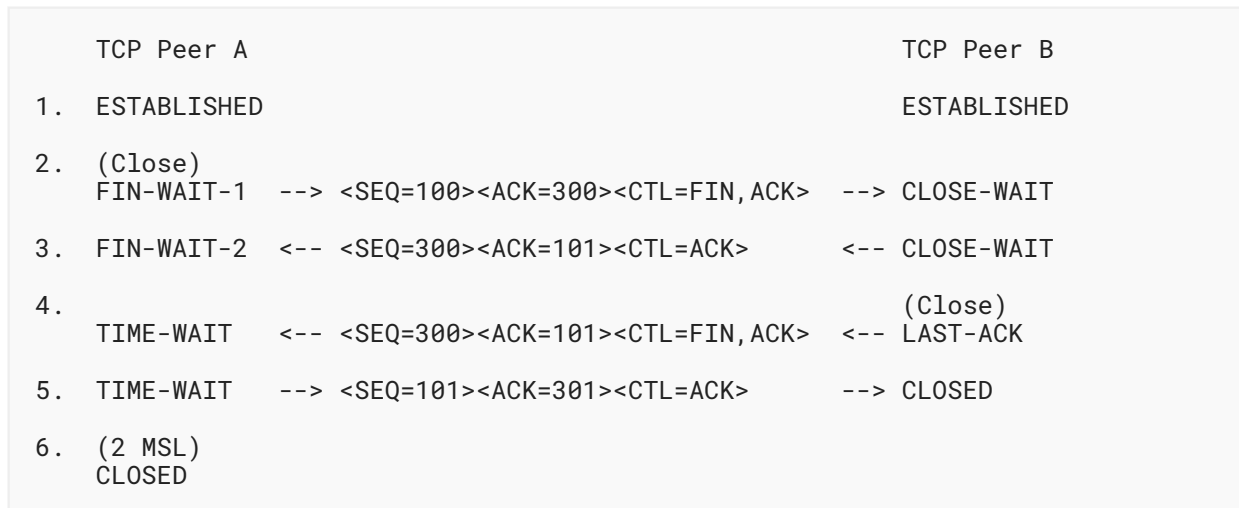 TCP Peer A                                           TCP Peer B
1.  ESTABLISHED                                          ESTABLISHED
2.  (Close)
    FIN-WAIT-1  --> <SEQ=100><ACK=300><CTL=FIN,ACK>  --> CLOSE-WAIT
3.  FIN-WAIT-2  <-- <SEQ=300><ACK=101><CTL=ACK>      <-- CLOSE-WAIT
4.                                                       (Close)
    TIME-WAIT   <-- <SEQ=300><ACK=101><CTL=FIN,ACK>  <-- LAST-ACK
5.  TIME-WAIT   --> <SEQ=101><ACK=301><CTL=ACK>      --> CLOSED
6.  (2 MSL)
    CLOSED